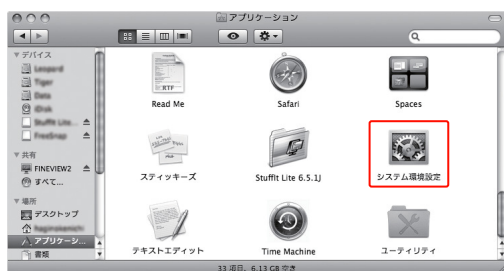 アプリケーション
デバイス
Leopard
Tiger
Data
iDisk
StuffIt Lite...
FreeSnap
共有
FINEVIEW2
すべて...
場所
デスクトップ
アプリケーシ...
書類
RTF
Read Me
Safari
Spaces
スティッキーズ
StuffIt Lite 6.5.1J
システム環境設定
テキストエディット
Time Machine
ユーティリティ
33 項目、6.13 GB 空き